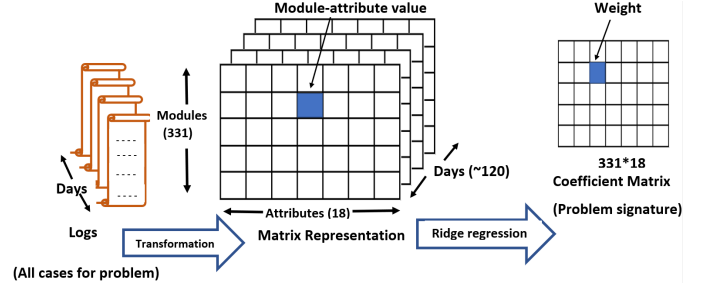 Module-attribute value
Weight
Modules
(331)
Days
Days (~120)
331*18
Coefficient Matrix
(Problem signature)
Attributes (18)
Logs
Transformation
Matrix Representation
Ridge regression
(All cases for problem)